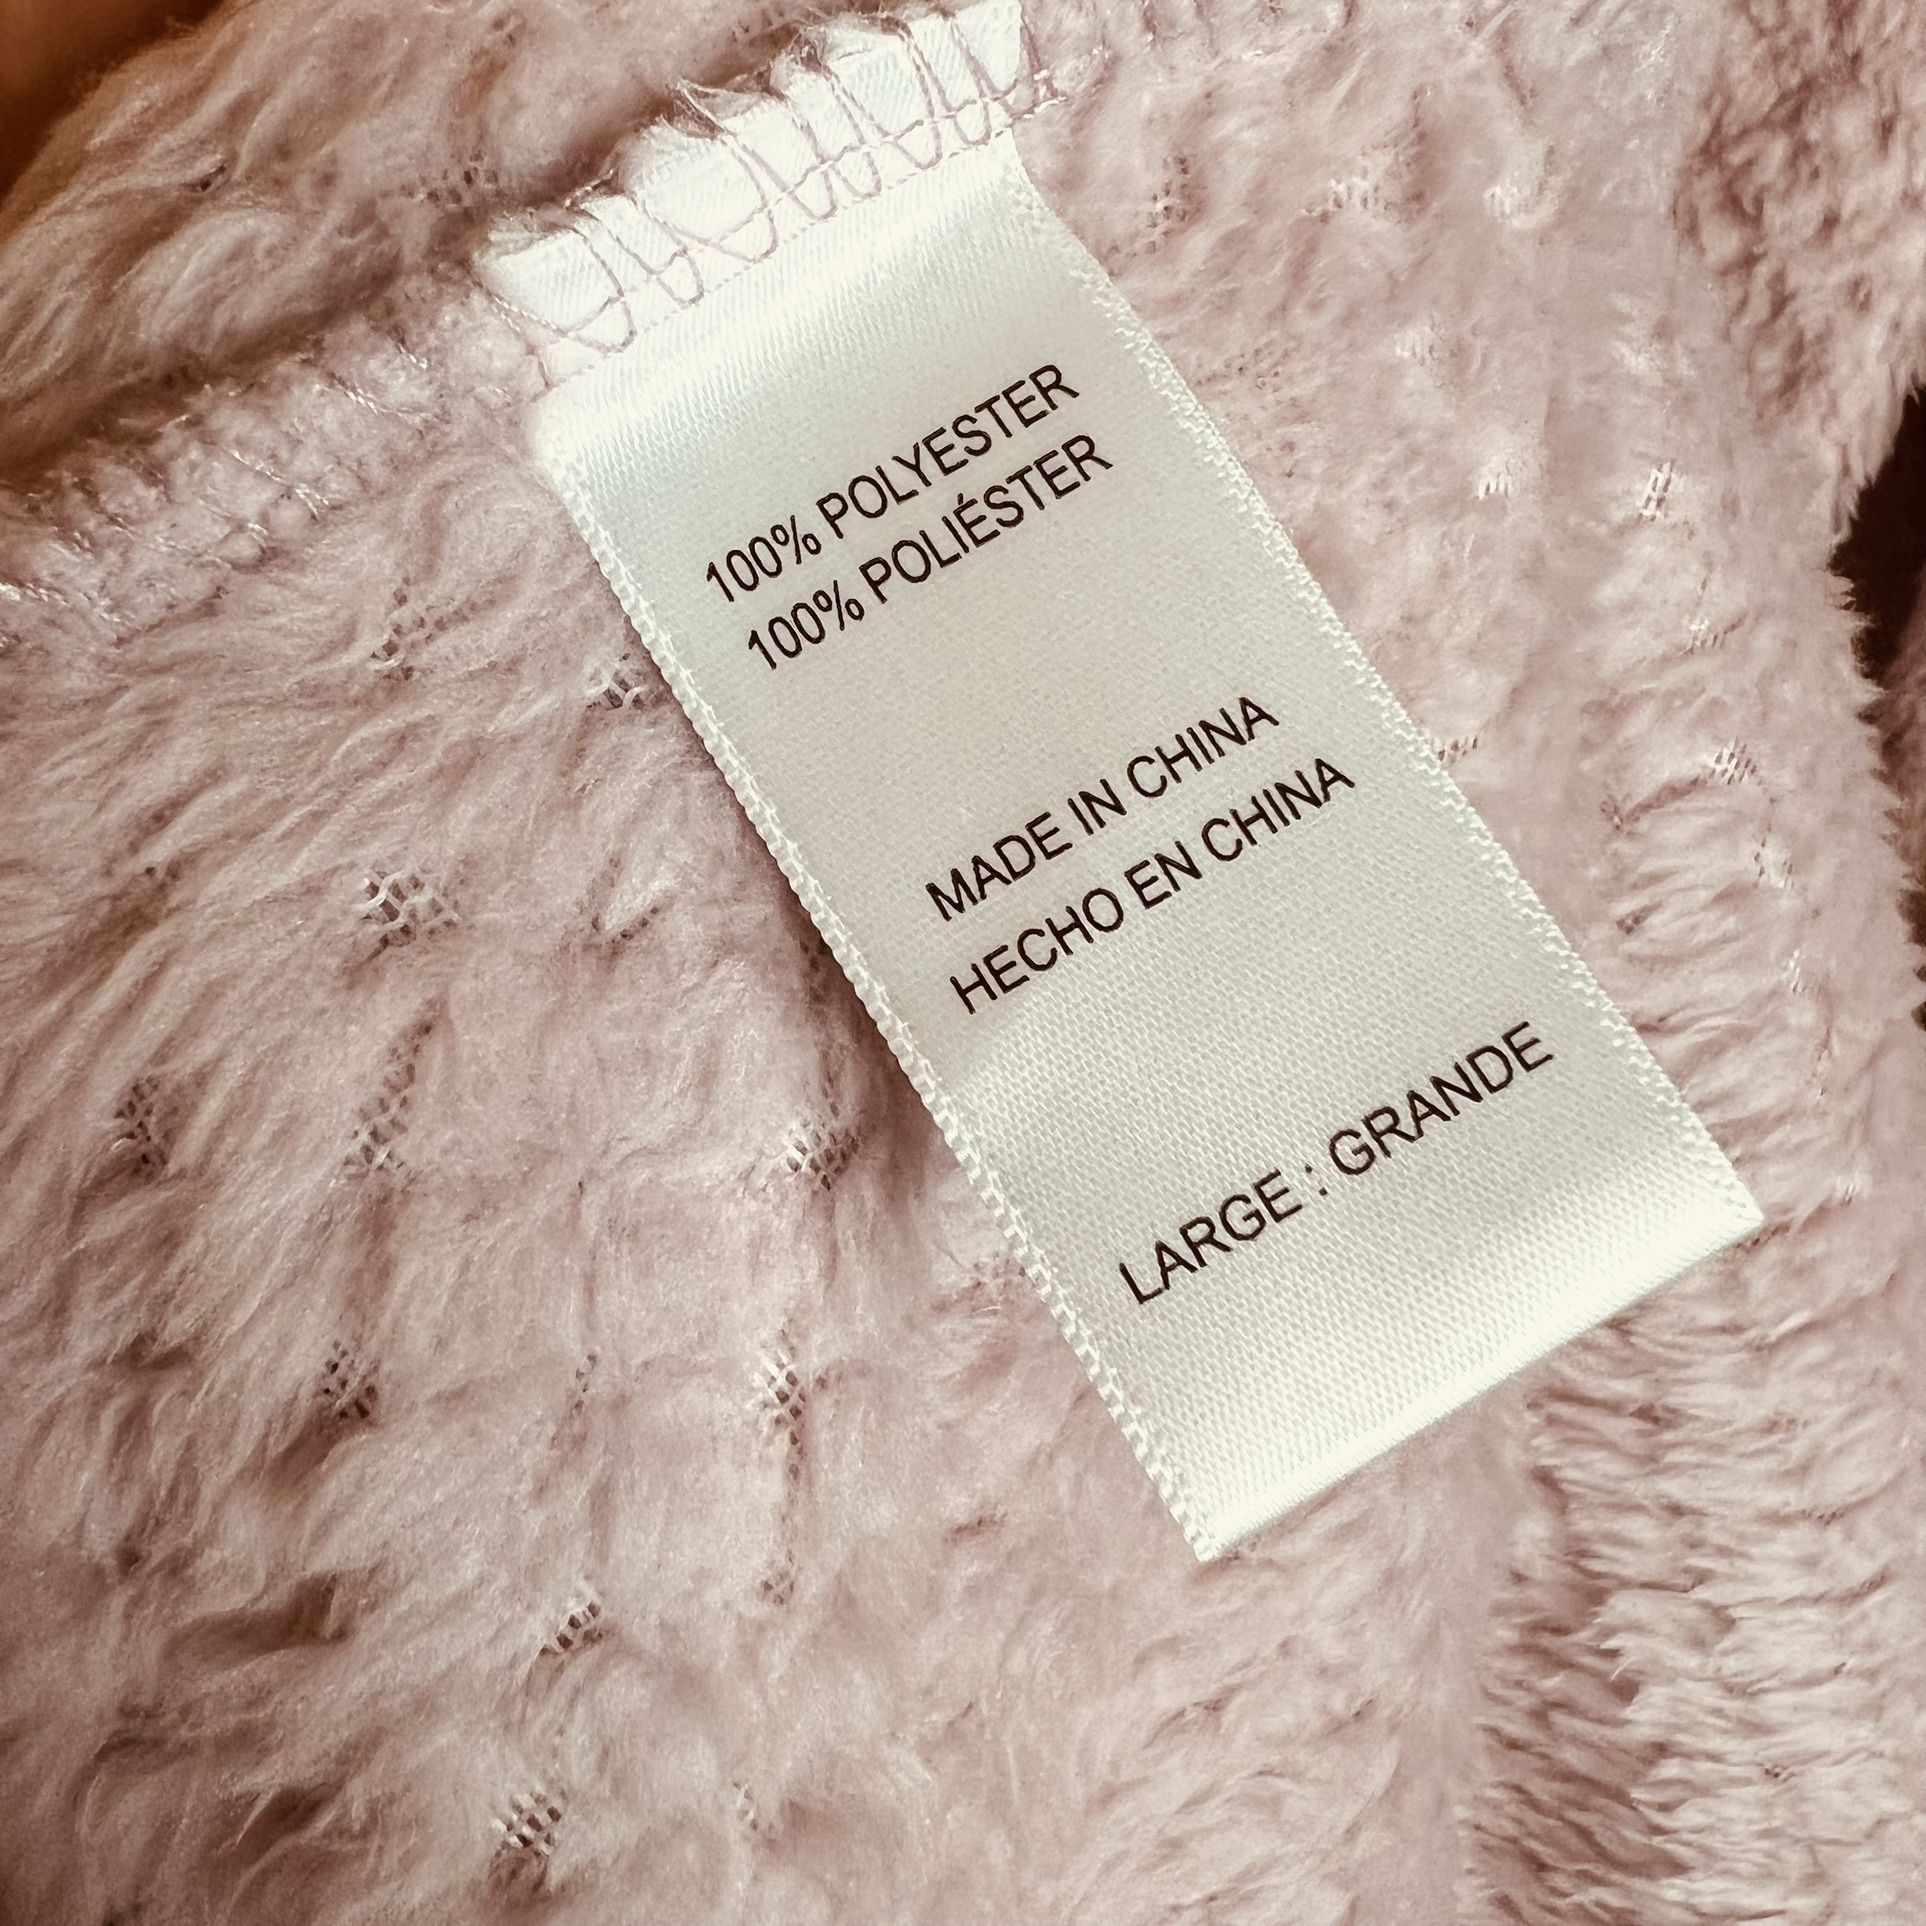 100% POLYESTER
100% POLIÉSTER
MADE IN CHINA
HECHO EN CHINA
LARGE : GRANDE